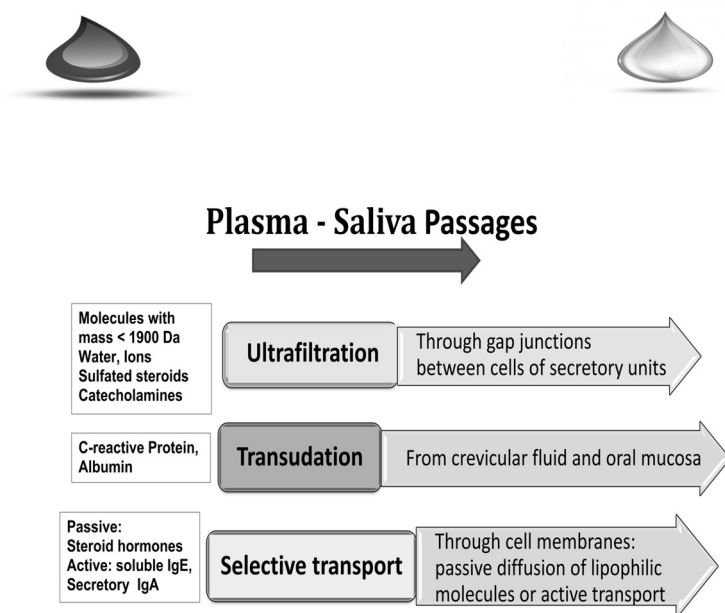 Plasma - Saliva Passages
Molecules with
mass < 1900 Da
Water, Ions
Sulfated steroids
Catecholamines
Ultrafiltration
Through gap junctions
between cells of secretory units
C-reactive Protein,
Albumin
Transudation
From crevicular fluid and oral mucosa
Passive:
Steroid hormones
Active: soluble IgE,
Secretory IgA
Selective transport
Through cell membranes:
passive diffusion of lipophilic
molecules or active transport